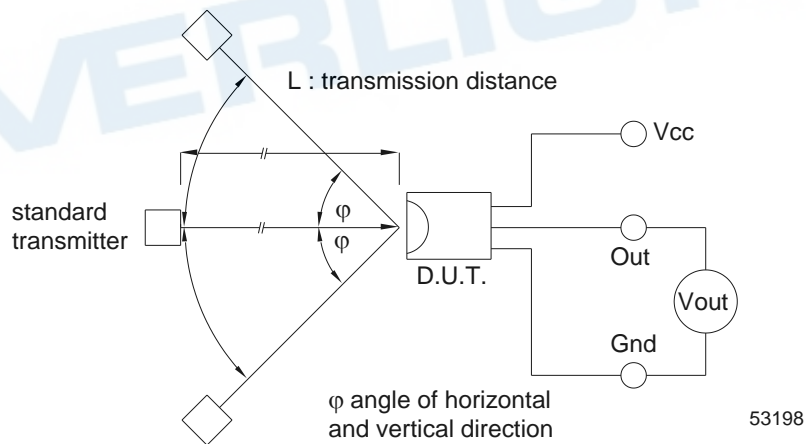 L : transmission distance
Vcc
standard
transmitter
φ
φ
D.U.T.
Out
Vout
Gnd
φ angle of horizontal
and vertical direction
53198